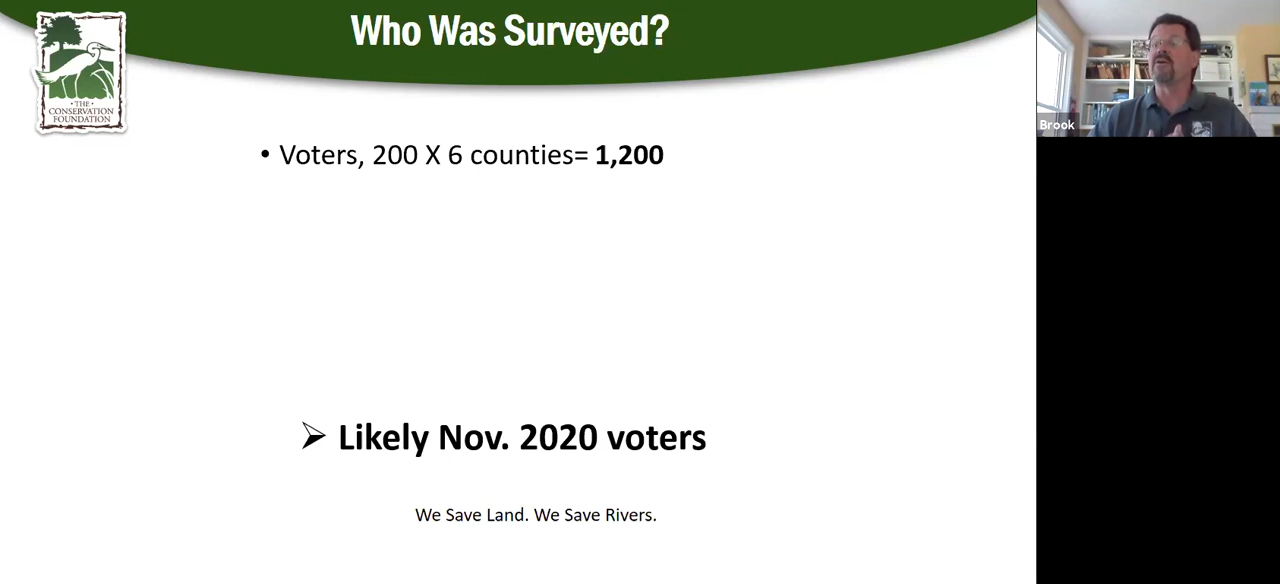 Who Was Surveyed?
• THE •
CONSERVATION
FOUNDATION
• Voters, 200 X 6 counties= 1,200
Brook
➢ Likely Nov. 2020 voters
We Save Land. We Save Rivers.